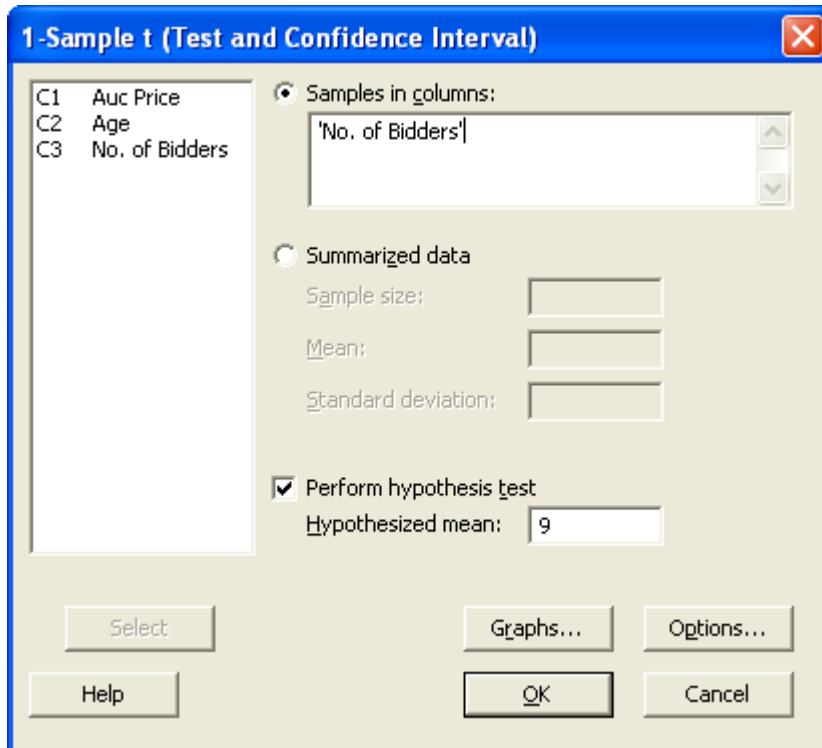 1-Sample t (Test and Confidence Interval)
C1 Auc Price
C2 Age
C3 No. of Bidders
Samples in columns:
'No. of Bidders'
Summarized data
Sample size:
Mean:
Standard deviation:
Perform hypothesis test
Hypothesized mean: 9
Select
Graphs...
Options...
Help
OK
Cancel